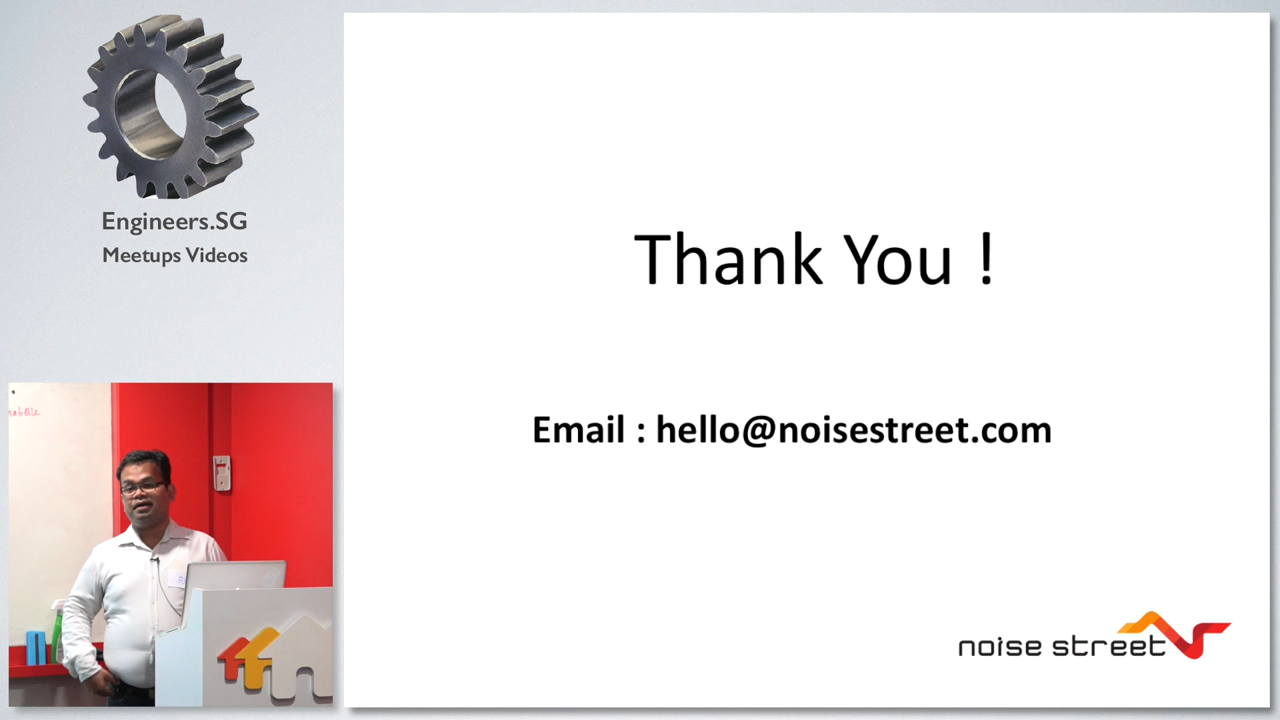 Engineers.SG
Meetups Videos
Thank You !
Email : hello@noisestreet.com
noise street